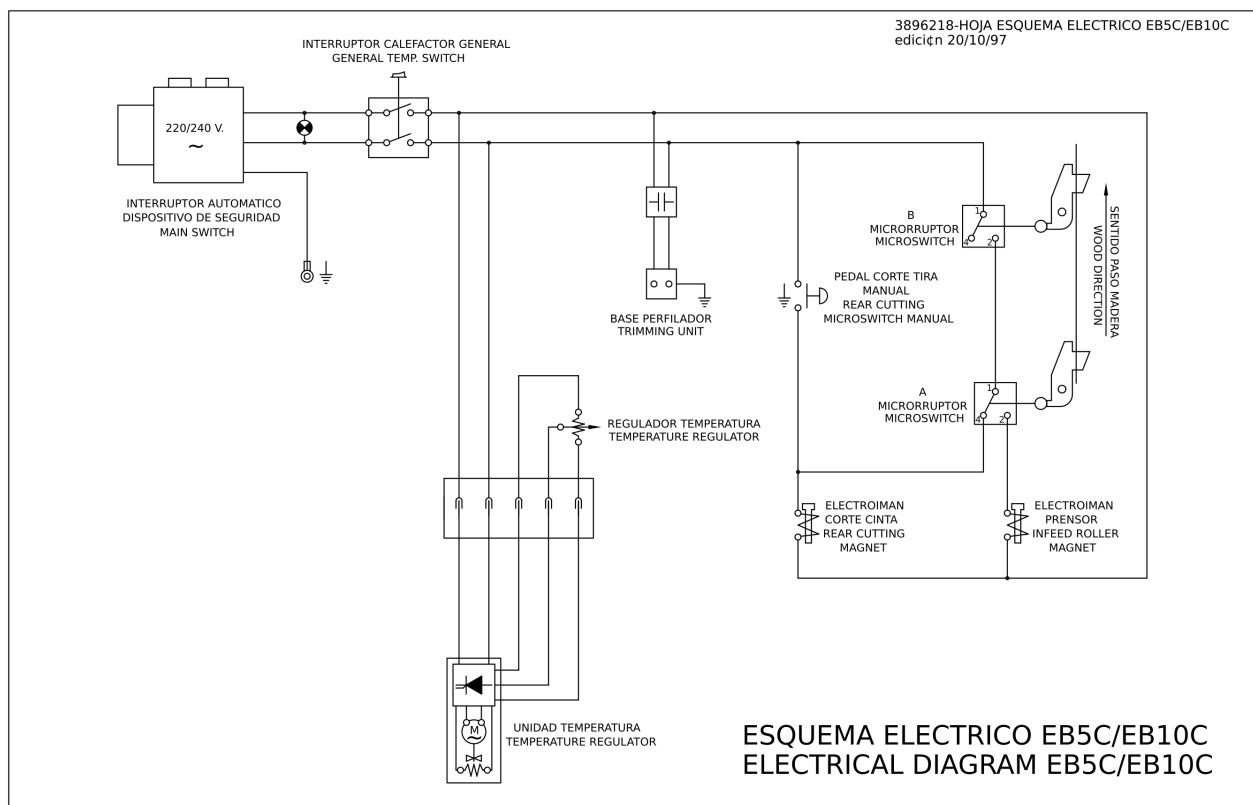 3896218-HOJA ESQUEMA ELECTRICO EB5C/EB10C
edici¢n 20/10/97
INTERRUPTOR CALEFACTOR GENERAL
GENERAL TEMP. SWITCH
220/240 V.
~
INTERRUPTOR AUTOMATICO
DISPOSITIVO DE SEGURIDAD
MAIN SWITCH
B
MICRORRUPTOR
MICROSWITCH
1
4
2
SENTIDO PASO MADERA
WOOD DIRECTION
PEDAL CORTE TIRA
MANUAL
REAR CUTTING
MICROSWITCH MANUAL
BASE PERFILADOR
TRIMMING UNIT
A
MICRORRUPTOR
MICROSWITCH
1
4
2
REGULADOR TEMPERATURA
TEMPERATURE REGULATOR
ELECTROIMAN
CORTE CINTA
REAR CUTTING
MAGNET
ELECTROIMAN
PRENSOR
INFEED ROLLER
MAGNET
M
~
UNIDAD TEMPERATURA
TEMPERATURE REGULATOR
ESQUEMA ELECTRICO EB5C/EB10C
ELECTRICAL DIAGRAM EB5C/EB10C